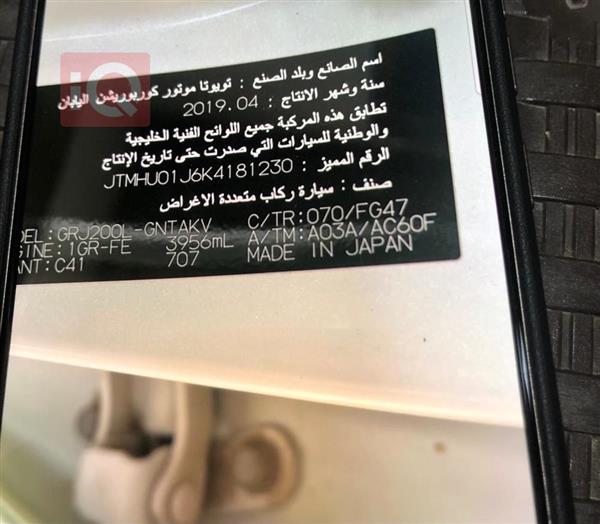 iQ
اسم الصانع وبلد الصنع : تويوتا موتور كوربوريشن اليابان
سنة وشهر الانتاج : 2019.04
تطابق هذه المركبة جميع اللوائح الفنية الخليجية
والوطنية للسيارات التي صدرت حتى تاريخ الإنتاج
الرقم المميز : JTMHU01J6K4181230
صنف : سيارة ركاب متعددة الاغراض
DEL: GRJ200L-GNTAKV C/TR: 070/FG47
GINE: 1GR-FE 3956mL A/TM: A03A/AC60F
ANT: C41 707 MADE IN JAPAN